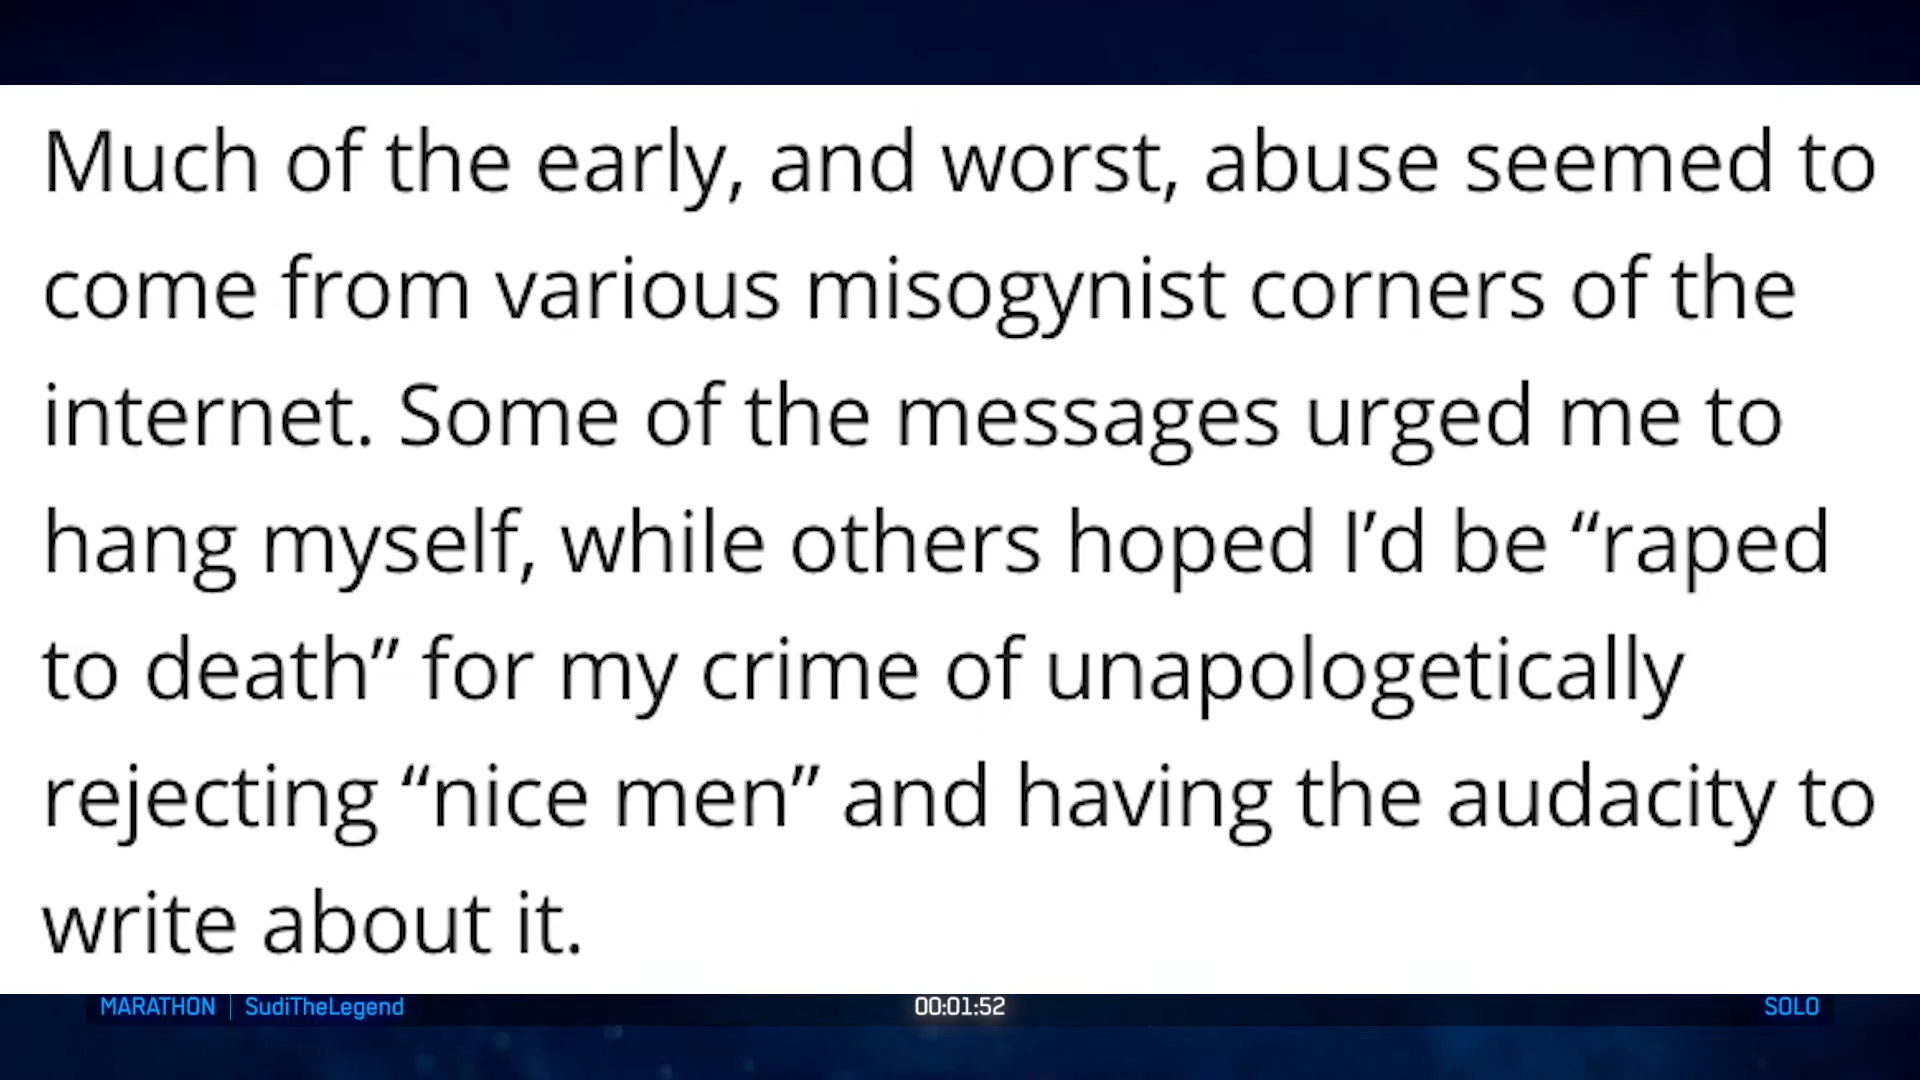 Much of the early, and worst, abuse seemed to
come from various misogynist corners of the
internet. Some of the messages urged me to
hang myself, while others hoped I’d be “raped
to death” for my crime of unapologetically
rejecting “nice men” and having the audacity to
write about it.
MARATHON | SudiTheLegend 00:01:52 SOLO